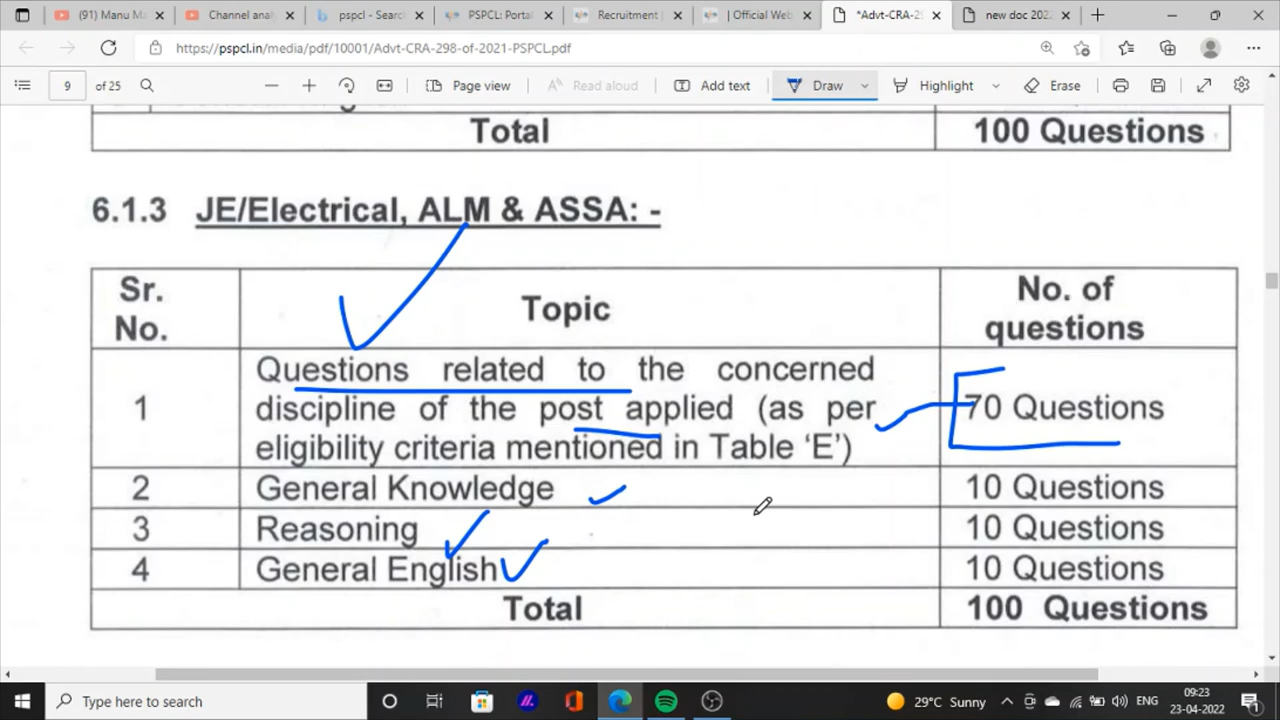 (91) Manu M
Channel anal
pspcl - Searc
PSPCL: Portal
Recruitment |
| Official Web
*Advt-CRA-29
new doc 2022
https://pspcl.in/media/pdf/10001/Advt-CRA-298-of-2021-PSPCL.pdf
9 of 25
Page view
Read aloud
Add text
Draw
Highlight
Erase
Total 100 Questions
6.1.3 JE/Electrical, ALM & ASSA: -
Sr. No. Topic No. of questions
1 Questions related to the concerned
discipline of the post applied (as per 70 Questions
eligibility criteria mentioned in Table ‘E’)
2 General Knowledge 10 Questions
3 Reasoning 10 Questions
4 General English 10 Questions
Total 100 Questions
Type here to search
29°C Sunny
ENG
09:23
23-04-2022